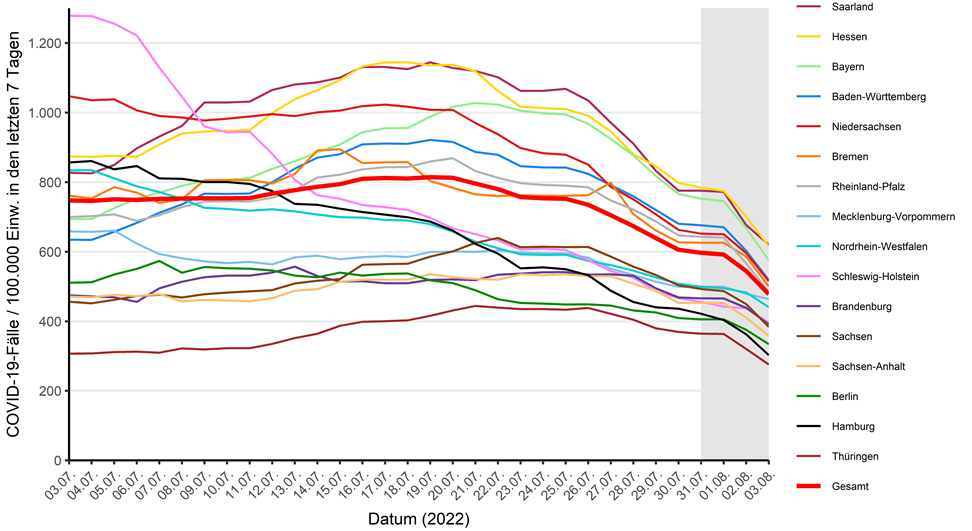 COVID-19-Fälle / 100.000 Einw. in den letzten 7 Tagen
1.200
1.000
800
600
400
200
0
03.07.
04.07.
05.07.
06.07.
07.07.
08.07.
09.07.
10.07.
11.07.
12.07.
13.07.
14.07.
15.07.
16.07.
17.07.
18.07.
19.07.
20.07.
21.07.
22.07.
23.07.
24.07.
25.07.
26.07.
27.07.
28.07.
29.07.
30.07.
31.07.
01.08.
02.08.
03.08.
Datum (2022)
Saarland
Hessen
Bayern
Baden-Württemberg
Niedersachsen
Bremen
Rheinland-Pfalz
Mecklenburg-Vorpommern
Nordrhein-Westfalen
Schleswig-Holstein
Brandenburg
Sachsen
Sachsen-Anhalt
Berlin
Hamburg
Thüringen
Gesamt